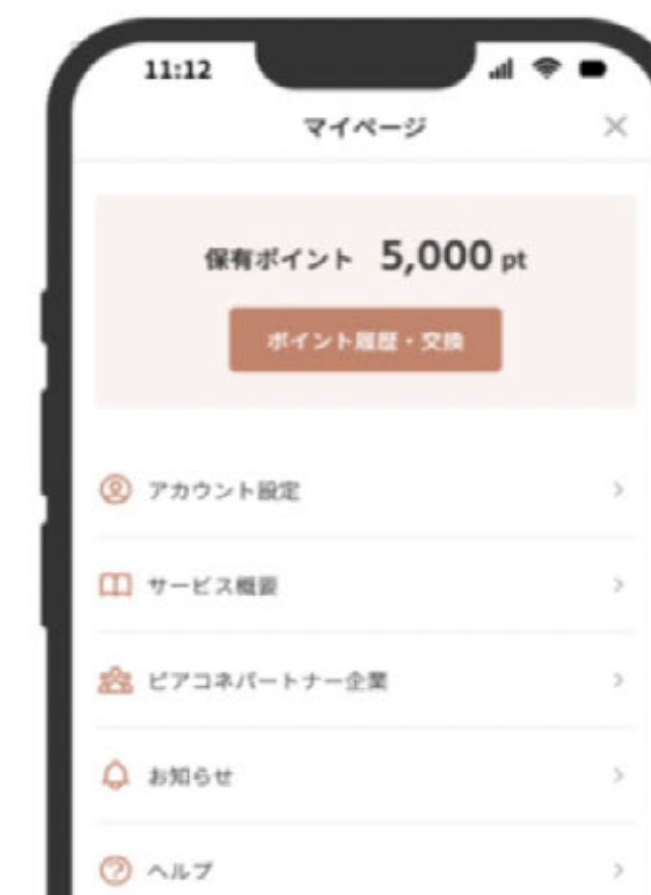 11:12
マイページ
保有ポイント 5,000 pt
ポイント履歴・交換
アカウント設定
サービス概要
ピアコネパートナー企業
お知らせ
ヘルプ